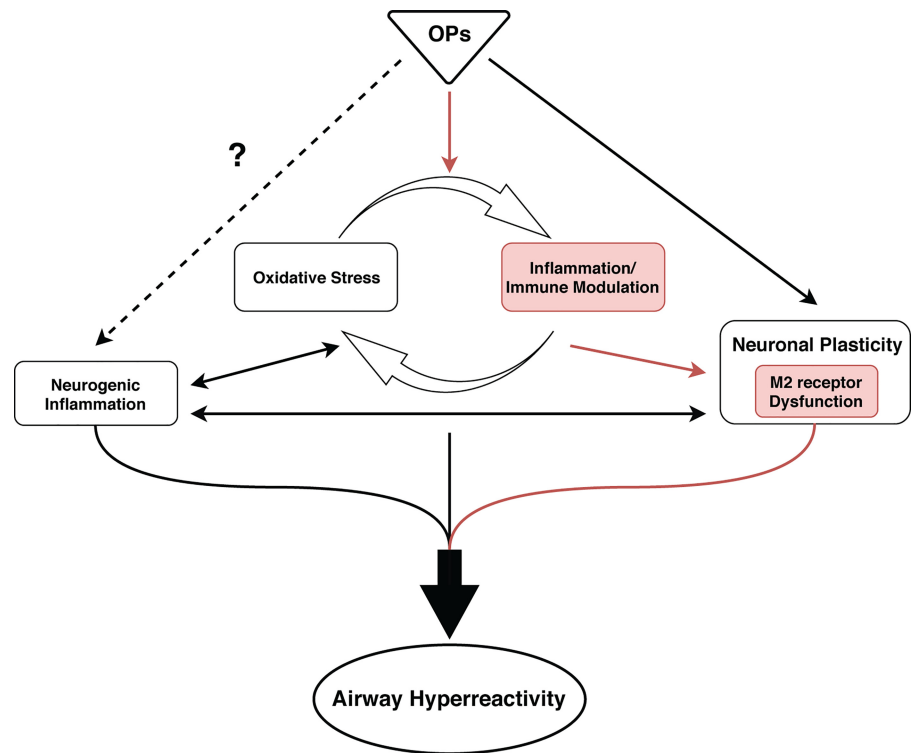 OPs
?
Oxidative Stress
Inflammation/
Immune Modulation
Neuronal Plasticity
M2 receptor
Dysfunction
Neurogenic
Inflammation
Airway Hyperreactivity